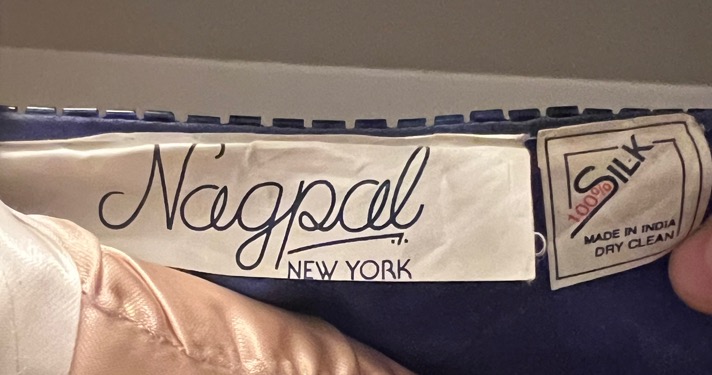 Nagpal
NEW YORK
100% SILK
MADE IN INDIA
DRY CLEAN